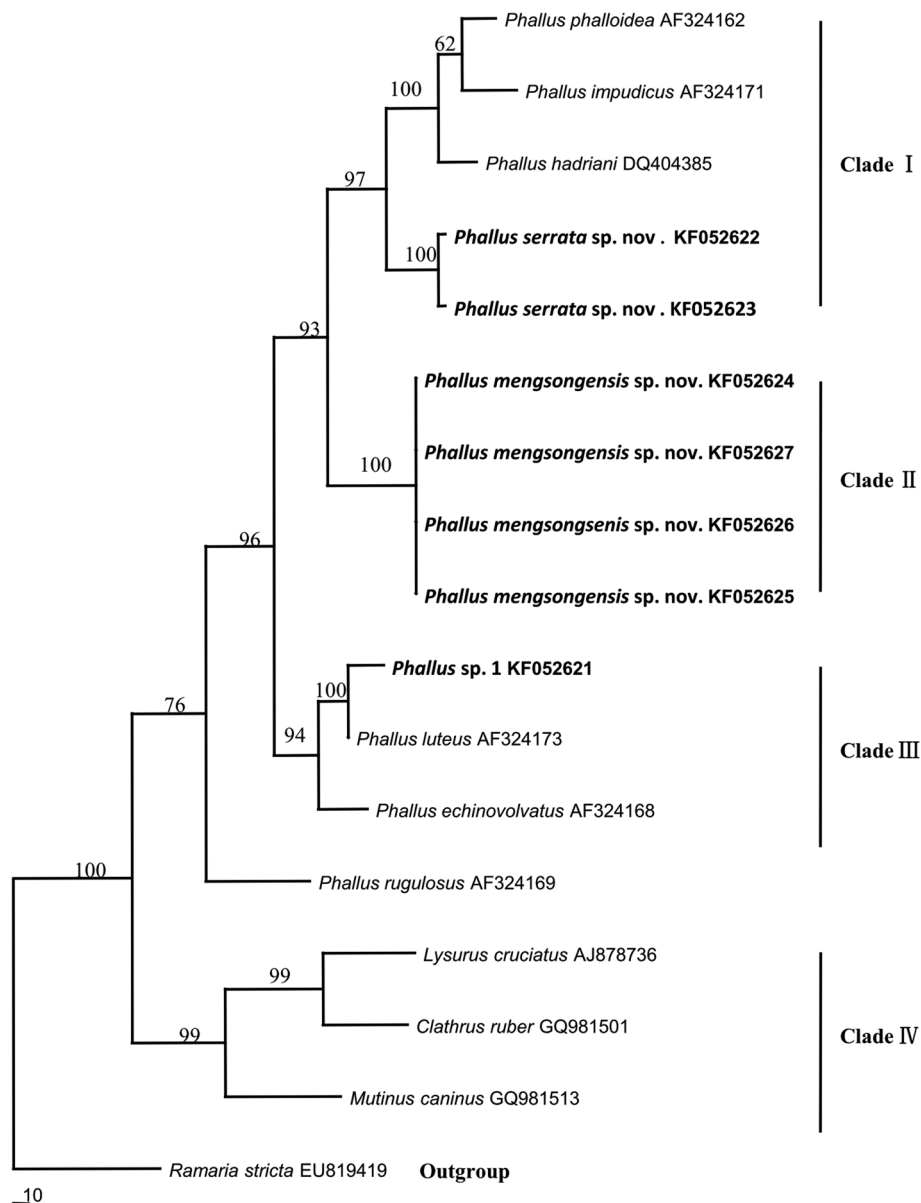 Phallus phalloidea AF324162
62
100
Phallus impudicus AF324171
Phallus hadriani DQ404385
Clade Ⅰ
97
Phallus serrata sp. nov . KF052622
100
Phallus serrata sp. nov . KF052623
93
Phallus mengsongensis sp. nov. KF052624
Phallus mengsongensis sp. nov. KF052627
100
Clade Ⅱ
Phallus mengsongsenis sp. nov. KF052626
96
Phallus mengsongensis sp. nov. KF052625
Phallus sp. 1 KF052621
100
76
94
Phallus luteus AF324173
Clade Ⅲ
Phallus echinovolvatus AF324168
100
Phallus rugulosus AF324169
Lysurus cruciatus AJ878736
99
Clathrus ruber GQ981501
99
Clade Ⅳ
Mutinus caninus GQ981513
Ramaria stricta EU819419 Outgroup
10